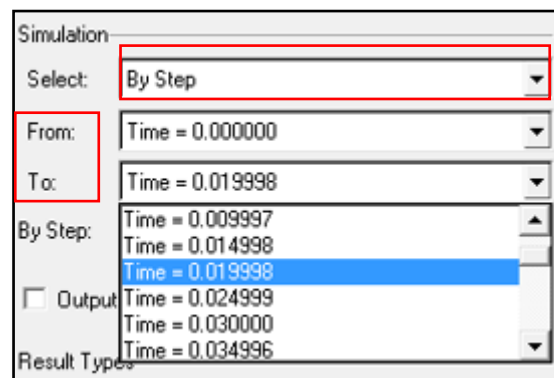 Simulation
Select: By Step
From: Time = 0.000000
To: Time = 0.019998
By Step: Time = 0.009997
Time = 0.014998
Time = 0.019998
Output Time = 0.024999
Time = 0.030000
Result Types Time = 0.034996